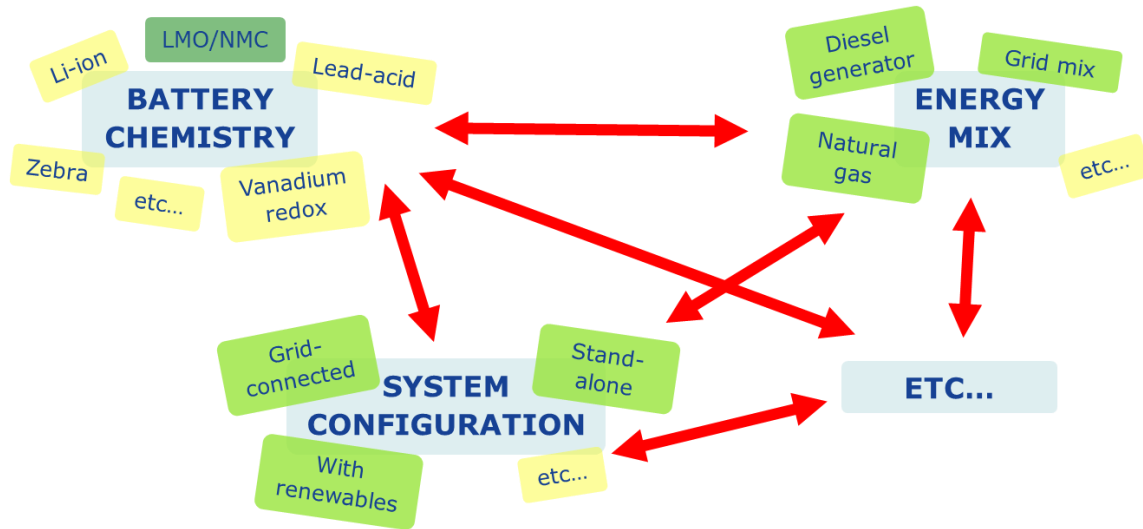 LMO/NMC
Li-ion
Lead-acid
BATTERY
CHEMISTRY
Zebra
etc...
Vanadium
redox
Diesel
generator
Grid mix
ENERGY
MIX
Natural
gas
etc...
Grid-
connected
Stand-
alone
SYSTEM
CONFIGURATION
With
renewables
etc...
ETC...